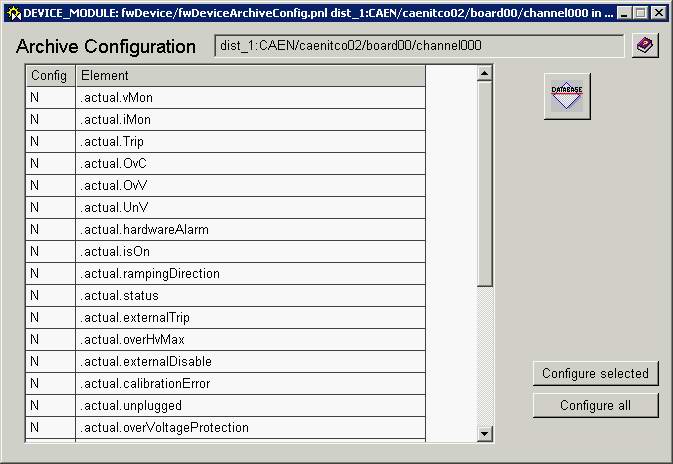 DEVICE_MODULE: fwDevice/fwDeviceArchiveConfig.pnl dist_1:CAEN/caenitco02/board00/channel000 in ...
Archive Configuration dist_1:CAEN/caenitco02/board00/channel000
Config Element
N .actual.vMon
N .actual.iMon
N .actual.Trip
N .actual.OvC
N .actual.OvV
N .actual.UnV
N .actual.hardwareAlarm
N .actual.isOn
N .actual.rampingDirection
N .actual.status
N .actual.externalTrip
N .actual.overHvMax
N .actual.externalDisable
N .actual.calibrationError
N .actual.unplugged
N .actual.overVoltageProtection
DATABASE
Configure selected
Configure all